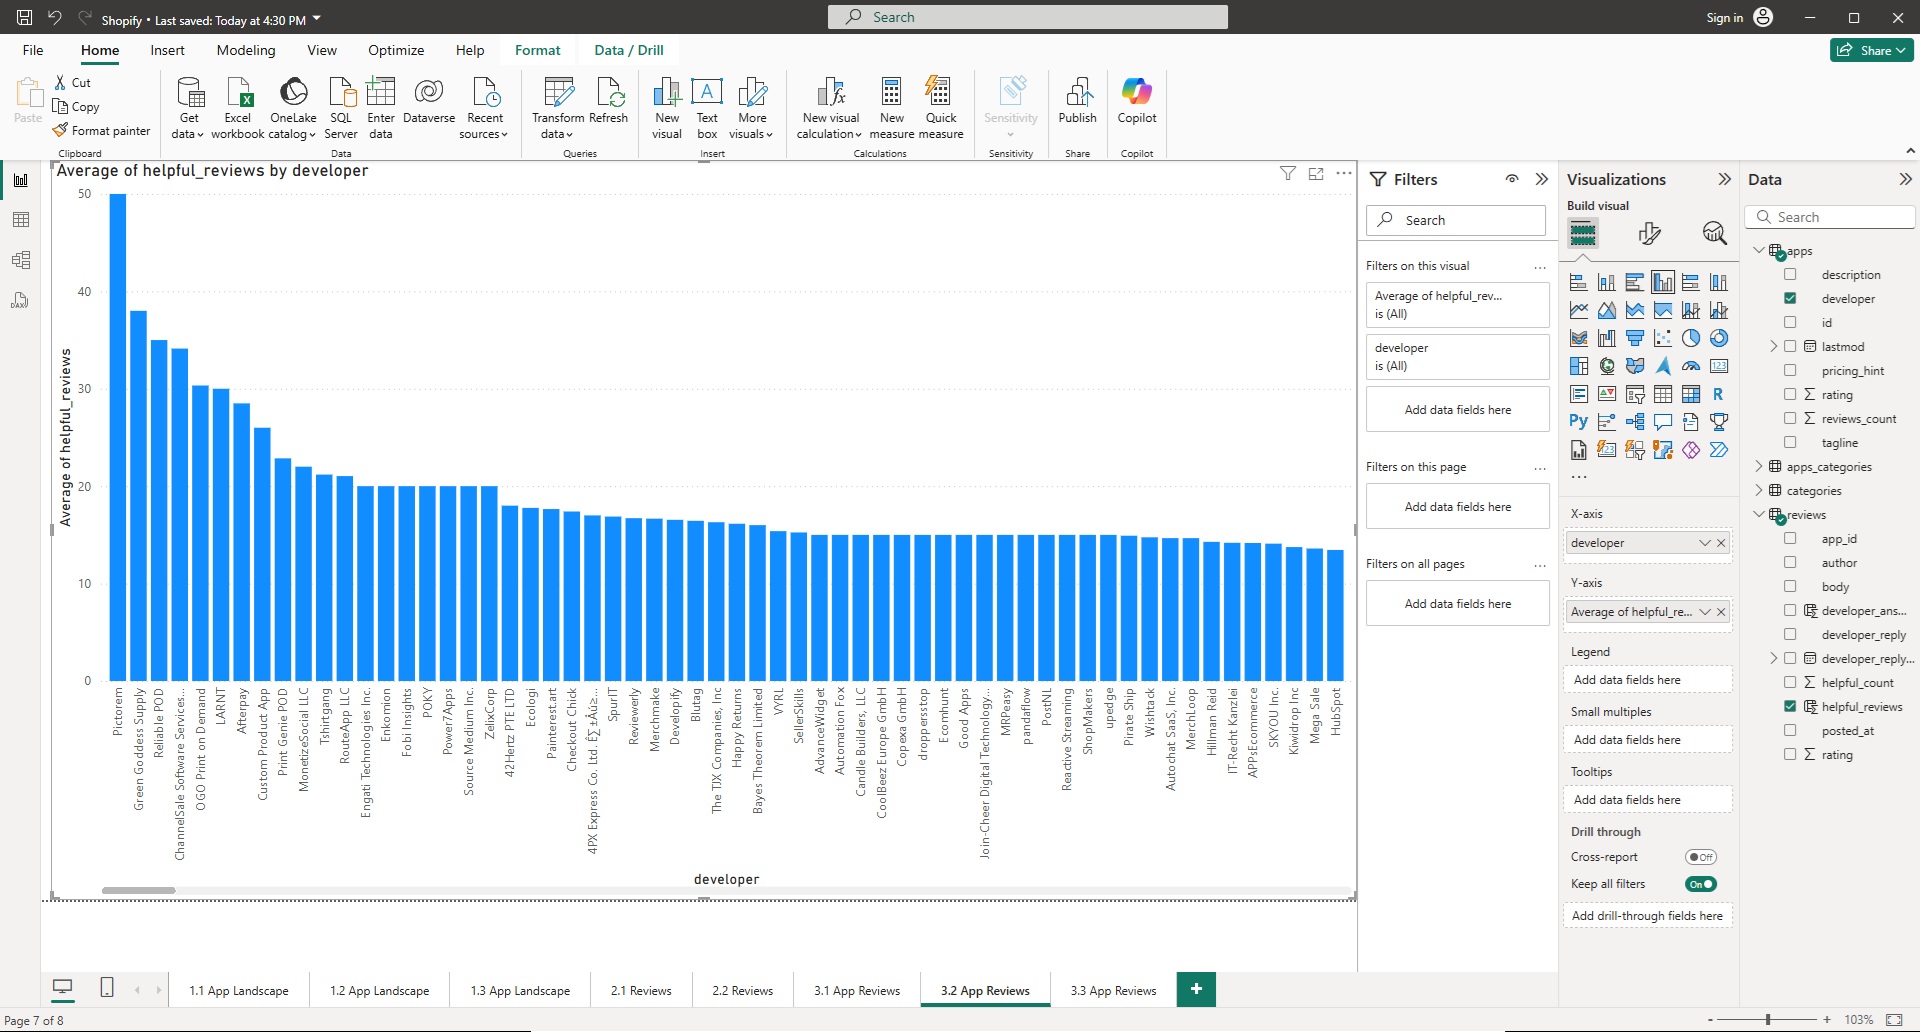 Shopify • Last saved: Today at 4:30 PM
Search
Sign in
File
Home
Insert
Modeling
View
Optimize
Help
Format
Data / Drill
Share
Paste
Cut
Copy
Format painter
Clipboard
Get
data
Excel
workbook
OneLake
catalog
SQL
Server
Enter
data
Dataverse
Recent
sources
Data
Transform
data
Refresh
Queries
New
visual
Text
box
More
visuals
Insert
New visual
calculation
New
measure
Quick
measure
Calculations
Sensitivity
Sensitivity
Publish
Share
Copilot
Copilot
Average of helpful_reviews by developer
Average of helpful_reviews
50
40
30
20
10
0
Pictorem
Green Goddess Supply
Reliable POD
ChannelSale Software Services...
OGO Print on Demand
LARNT
Afterpay
Custom Product App
Print Genie POD
MonetizeSocial LLC
Tshirtgang
RouteApp LLC
Engati Technologies Inc.
Enkomion
Fobi Insights
POKY
Power7Apps
Source Medium Inc.
ZelixCorp
42Hertz PTE LTD
Ecologi
Painterest.art
Checkout Chick
4PX Express Co. Ltd.
SpurIT
Reviewerly
Merchmake
Developify
Blutag
The TJX Companies, Inc
Happy Returns
Bayes Theorem Limited
VYRL
SellerSkills
AdvanceWidget
Automation Fox
Candle Builders, LLC
CoolBeez Europe GmbH
Copexa GmbH
droppersstop
Ecomhunt
Good Apps
Join-Cheer Digital Technology...
MRPeasy
pandaflow
PostNL
Reactive Streaming
ShopMakers
upedge
Pirate Ship
Wishtack
Autochat SaaS, Inc.
MerchLoop
Hillman Reid
IT-Recht Kanzlei
APPsEcommerce
SKYOU Inc.
Kiwidrop Inc
Mega Sale
HubSpot
developer
Filters
Search
Filters on this visual
...
Average of helpful_rev...
is (All)
developer
is (All)
Add data fields here
Filters on this page
...
Add data fields here
Filters on all pages
...
Add data fields here
Visualizations
Build visual
123
R
Py
...
X-axis
developer
Y-axis
Average of helpful_re...
Legend
Add data fields here
Small multiples
Add data fields here
Tooltips
Add data fields here
Drill through
Cross-report
Off
Keep all filters
On
Add drill-through fields here
Data
Search
apps
description
developer
id
lastmod
pricing_hint
rating
reviews_count
tagline
apps_categories
categories
reviews
app_id
author
body
developer_ans...
developer_reply
developer_reply...
helpful_count
helpful_reviews
posted_at
rating
1.1 App Landscape
1.2 App Landscape
1.3 App Landscape
2.1 Reviews
2.2 Reviews
3.1 App Reviews
3.2 App Reviews
3.3 App Reviews
+
Page 7 of 8
- + 103%